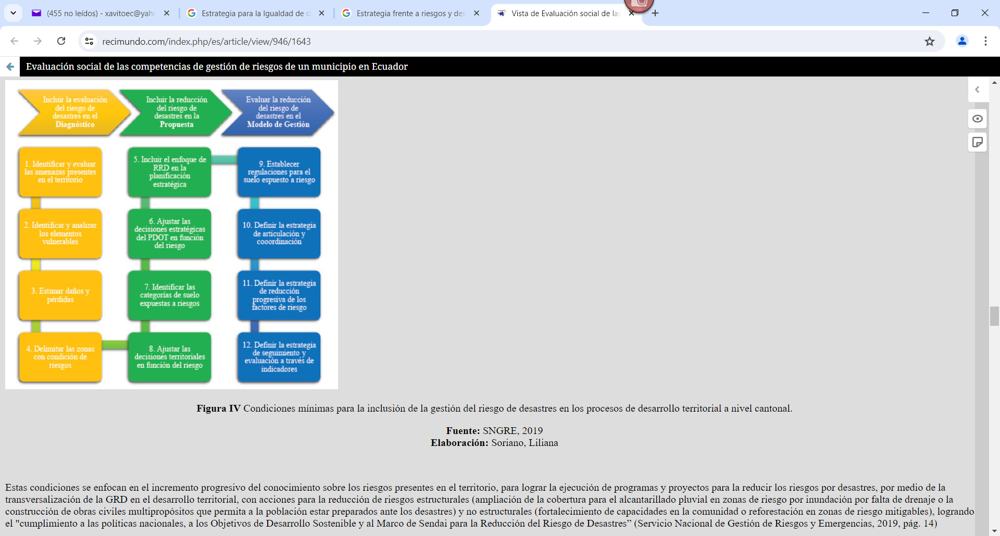 (455 no leídos) - xavitoec@yah
Estrategia para la Igualdad de d
Estrategia frente a riesgos y des
Vista de Evaluación social de las
recimundo.com/index.php/es/article/view/946/1643
Evaluación social de las competencias de gestión de riesgos de un municipio en Ecuador
Incluir la evaluación
del riesgo de
desastres en el
Diagnóstico
Incluir la reducción
del riesgo de
desastres en la
Propuesta
Evaluar la reducción
del riesgo de
desastres en el
Modelo de Gestión
1. Identificar y evaluar
las amenazas presentes
en el territorio
2. Identificar y analizar
los elementos
vulnerables
3. Estimar daños y
pérdidas
4. Delimitar las zonas
con condición de
riesgos
5. Incluir el enfoque de
RRD en la
planificación
estratégica
6. Ajustar las
decisiones estratégicas
del PDOT en función
del riesgo
7. Identificar las
categorías de suelo
expuestas a riesgos
8. Ajustar las
decisiones territoriales
en función del riesgo
9. Establecer
regulaciones para el
suelo espuesto a riesgo
10. Definir la estrategia
de articulación y
cooordinación
11. Definir la estrategia
de reducción
progresiva de los
factores de riesgo
12. Definir la estrategia
de seguimiento y
evaluación a través de
indicadores
Figura IV Condiciones mínimas para la inclusión de la gestión del riesgo de desastres en los procesos de desarrollo territorial a nivel cantonal.
Fuente: SNGRE, 2019
Elaboración: Soriano, Liliana
Estas condiciones se enfocan en el incremento progresivo del conocimiento sobre los riesgos presentes en el territorio, para lograr la ejecución de programas y proyectos para la reducir los riesgos por desastres, por medio de la
transversalización de la GRD en el desarrollo territorial, con acciones para la reducción de riesgos estructurales (ampliación de la cobertura para el alcantarillado pluvial en zonas de riesgo por inundación por falta de drenaje o la
construcción de obras civiles multipropósitos que permita a la población estar preparados ante los desastres) y no estructurales (fortalecimiento de capacidades en la comunidad o reforestación en zonas de riesgo mitigables), logrando
el "cumplimiento a las políticas nacionales, a los Objetivos de Desarrollo Sostenible y al Marco de Sendai para la Reducción del Riesgo de Desastres” (Servicio Nacional de Gestión de Riesgos y Emergencias, 2019, pág. 14)